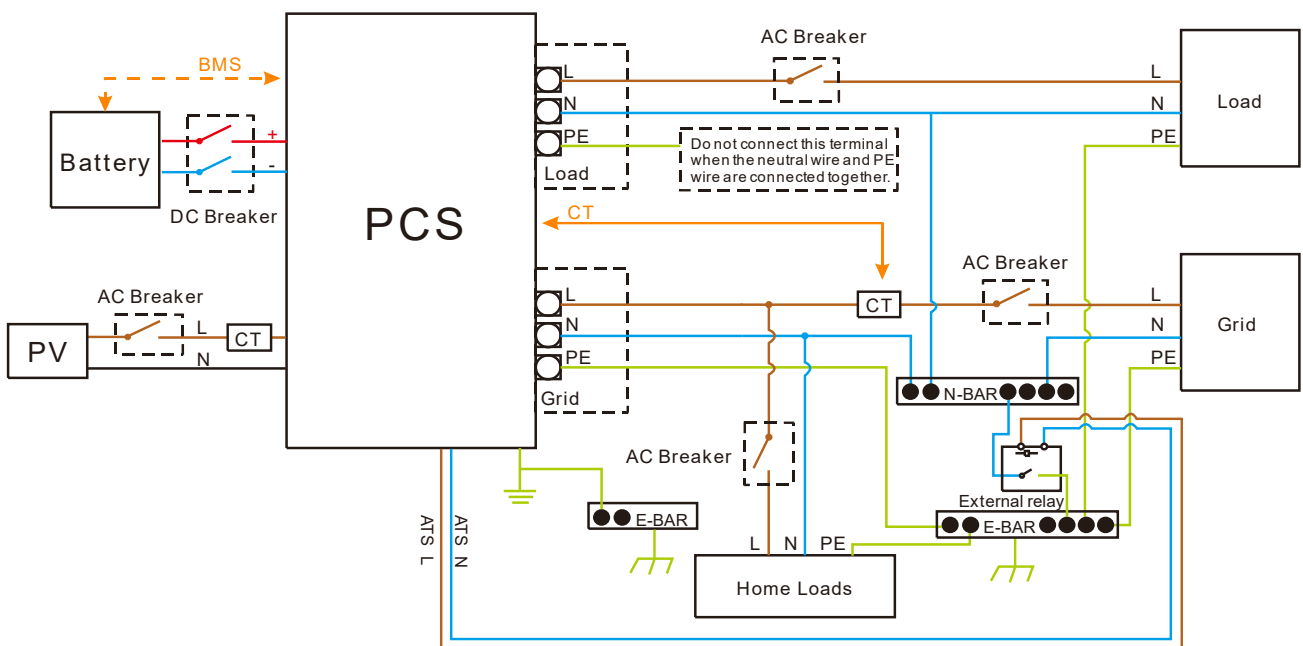 AC Breaker
BMS
L
L
Load
N
N
PE
PE
Do not connect this terminal
when the neutral wire and PE
wire are connected together.
Load
+
-
Battery
DC Breaker
PCS
CT
AC Breaker
AC Breaker
L
L
CT
N
N
Grid
PE
PE
Grid
PV
L
CT
N
N-BAR
AC Breaker
External relay
E-BAR
E-BAR
ATS L
ATS N
L N PE
Home Loads